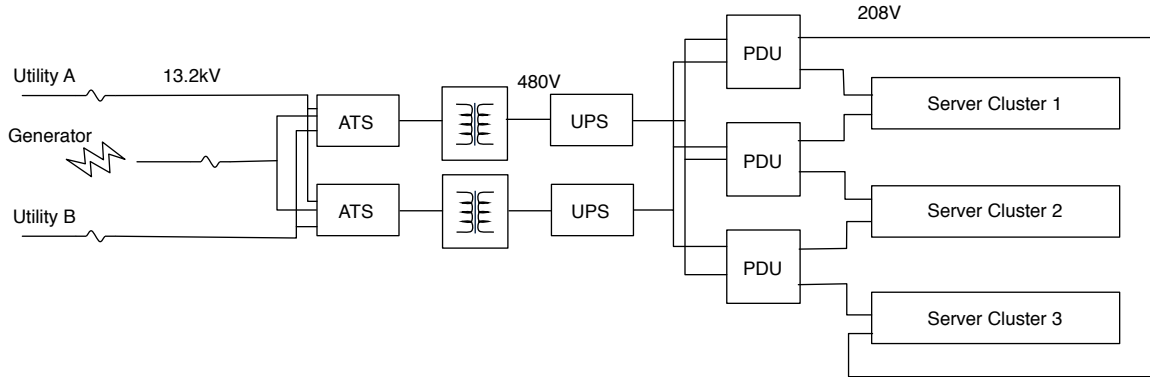 208V
PDU
Utility A
13.2kV
480V
Server Cluster 1
ATS
UPS
Generator
PDU
Server Cluster 2
ATS
UPS
Utility B
PDU
Server Cluster 3